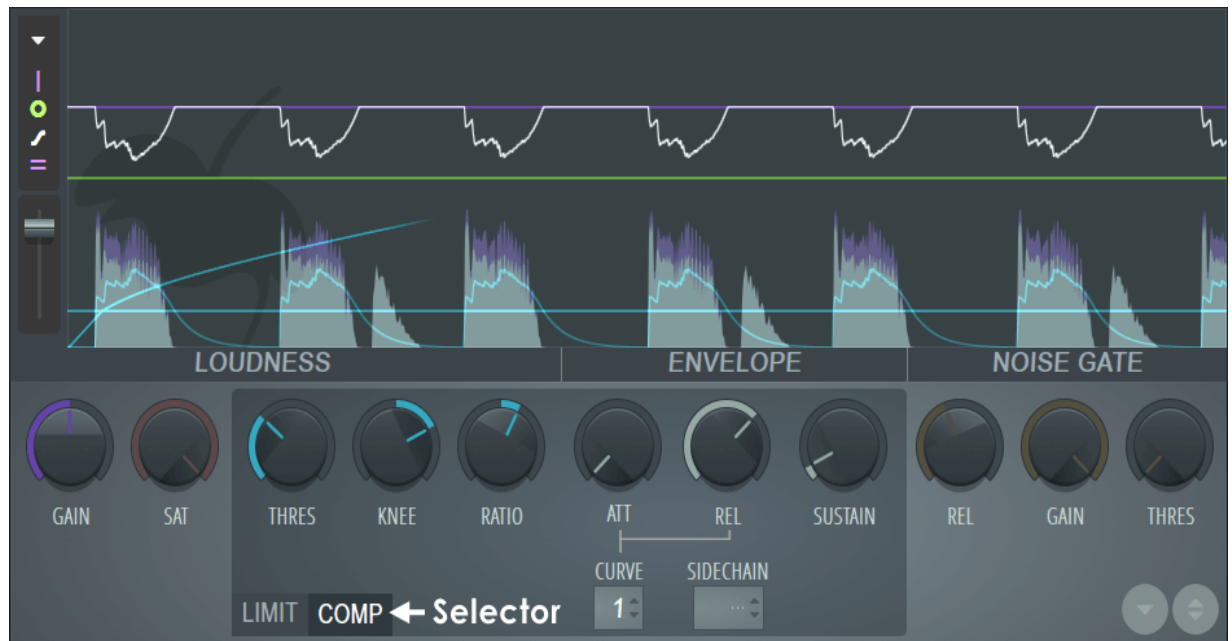 LOUDNESS ENVELOPE NOISE GATE
GAIN SAT THRES KNEE RATIO ATT REL SUSTAIN REL GAIN THRES
CURVE SIDECHAIN
LIMIT COMP Selector 1 ...